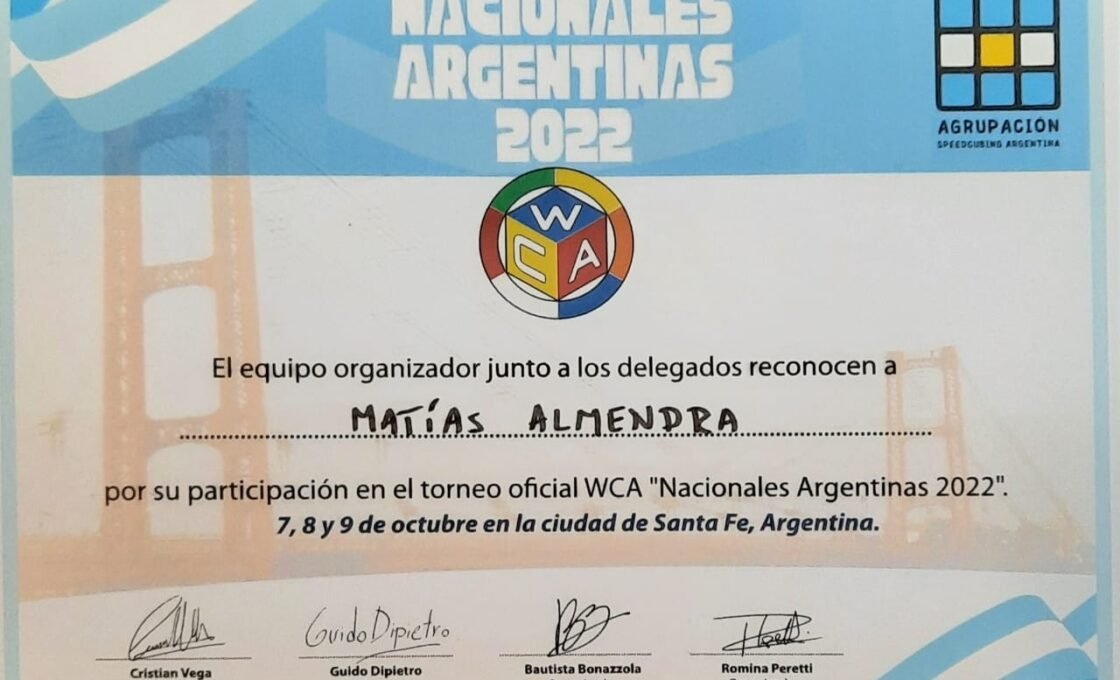 NACIONALES
ARGENTINAS
2022
AGRUPACIÓN
SPEEDCUBING ARGENTINA
W
C A
El equipo organizador junto a los delegados reconocen a
MATÍAS ALMENDRA
por su participación en el torneo oficial WCA "Nacionales Argentinas 2022".
7, 8 y 9 de octubre en la ciudad de Santa Fe, Argentina.
Guido Dipietro
Cristian Vega
Guido Dipietro
Bautista Bonazzola
Romina Peretti